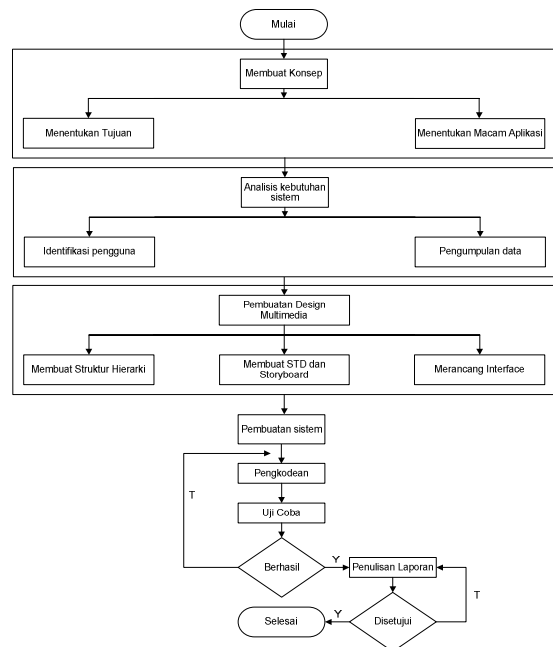 Mulai
Membuat Konsep
Menentukan Tujuan
Menentukan Macam Aplikasi
Analisis kebutuhan
sistem
Identifikasi pengguna
Pengumpulan data
Pembuatan Design
Multimedia
Membuat Struktur Hierarki
Membuat STD dan
Storyboard
Merancang Interface
Pembuatan sistem
Pengkodean
T
Uji Coba
Berhasil
Y
Penulisan Laporan
T
Selesai
Y
Disetujui